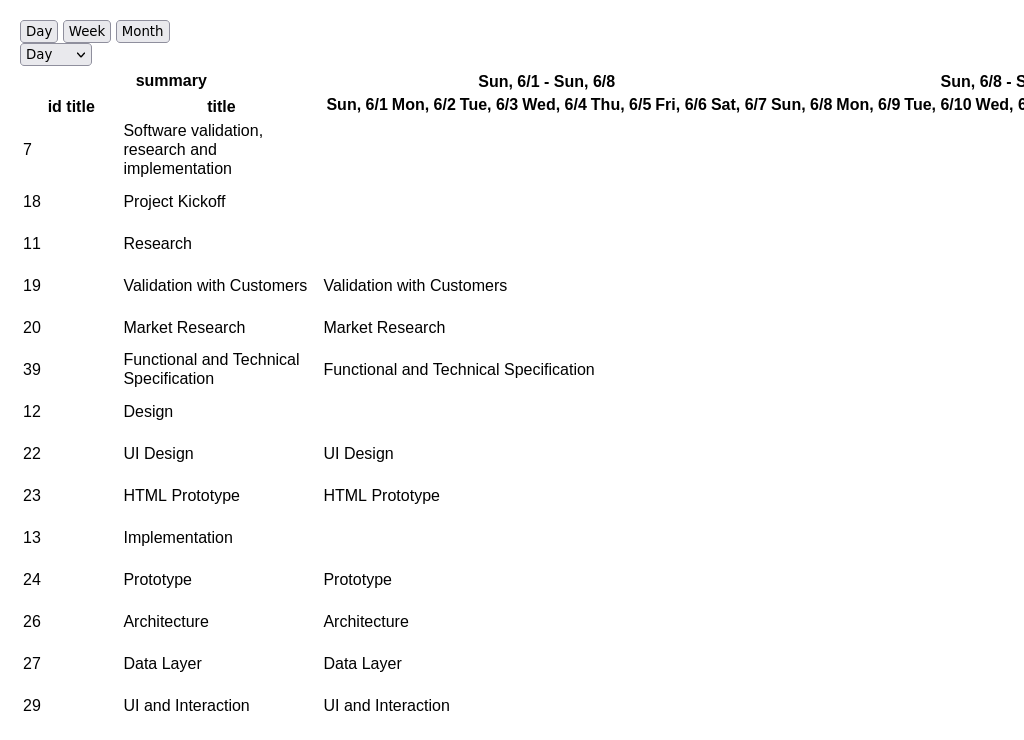 Day Week Month
Day
summary Sun, 6/1 - Sun, 6/8 Sun, 6/8 - S
id title title Sun, 6/1 Mon, 6/2 Tue, 6/3 Wed, 6/4 Thu, 6/5 Fri, 6/6 Sat, 6/7 Sun, 6/8 Mon, 6/9 Tue, 6/10 Wed, 6
7 Software validation,
research and
implementation
18 Project Kickoff
11 Research
19 Validation with Customers Validation with Customers
20 Market Research Market Research
39 Functional and Technical
Specification Functional and Technical Specification
12 Design
22 UI Design UI Design
23 HTML Prototype HTML Prototype
13 Implementation
24 Prototype Prototype
26 Architecture Architecture
27 Data Layer Data Layer
29 UI and Interaction UI and Interaction